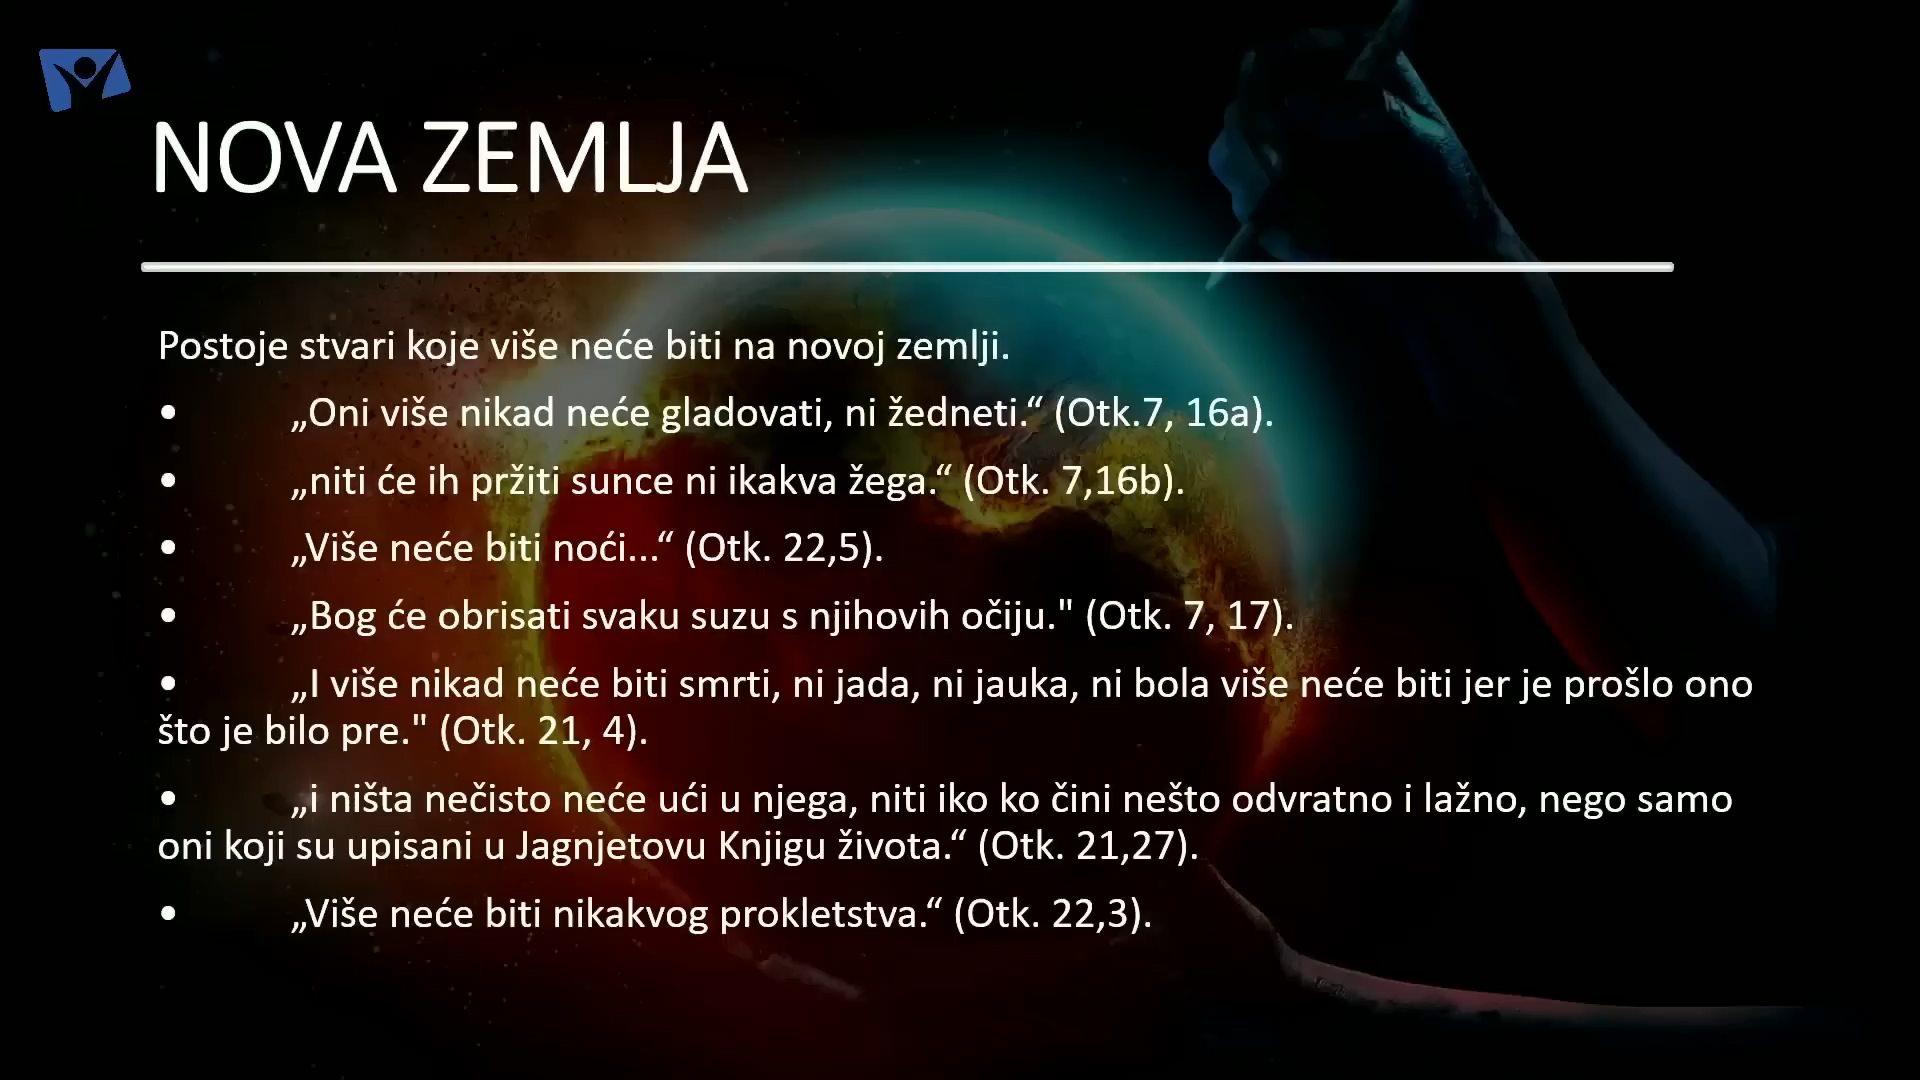 NOVA ZEMLJA
Postoje stvari koje više neće biti na novoj zemlji.
• „Oni više nikad neće gladovati, ni žedneti.“ (Otk.7, 16a).
• „niti će ih pržiti sunce ni ikakva žega.“ (Otk. 7,16b).
• „Više neće biti noći...“ (Otk. 22,5).
• „Bog će obrisati svaku suzu s njihovih očiju." (Otk. 7, 17).
• „I više nikad neće biti smrti, ni jada, ni jauka, ni bola više neće biti jer je prošlo ono
što je bilo pre." (Otk. 21, 4).
• „i ništa nečisto neće ući u njega, niti iko ko čini nešto odvratno i lažno, nego samo
oni koji su upisani u Jagnjetovu Knjigu života.“ (Otk. 21,27).
• „Više neće biti nikakvog prokletstva.“ (Otk. 22,3).